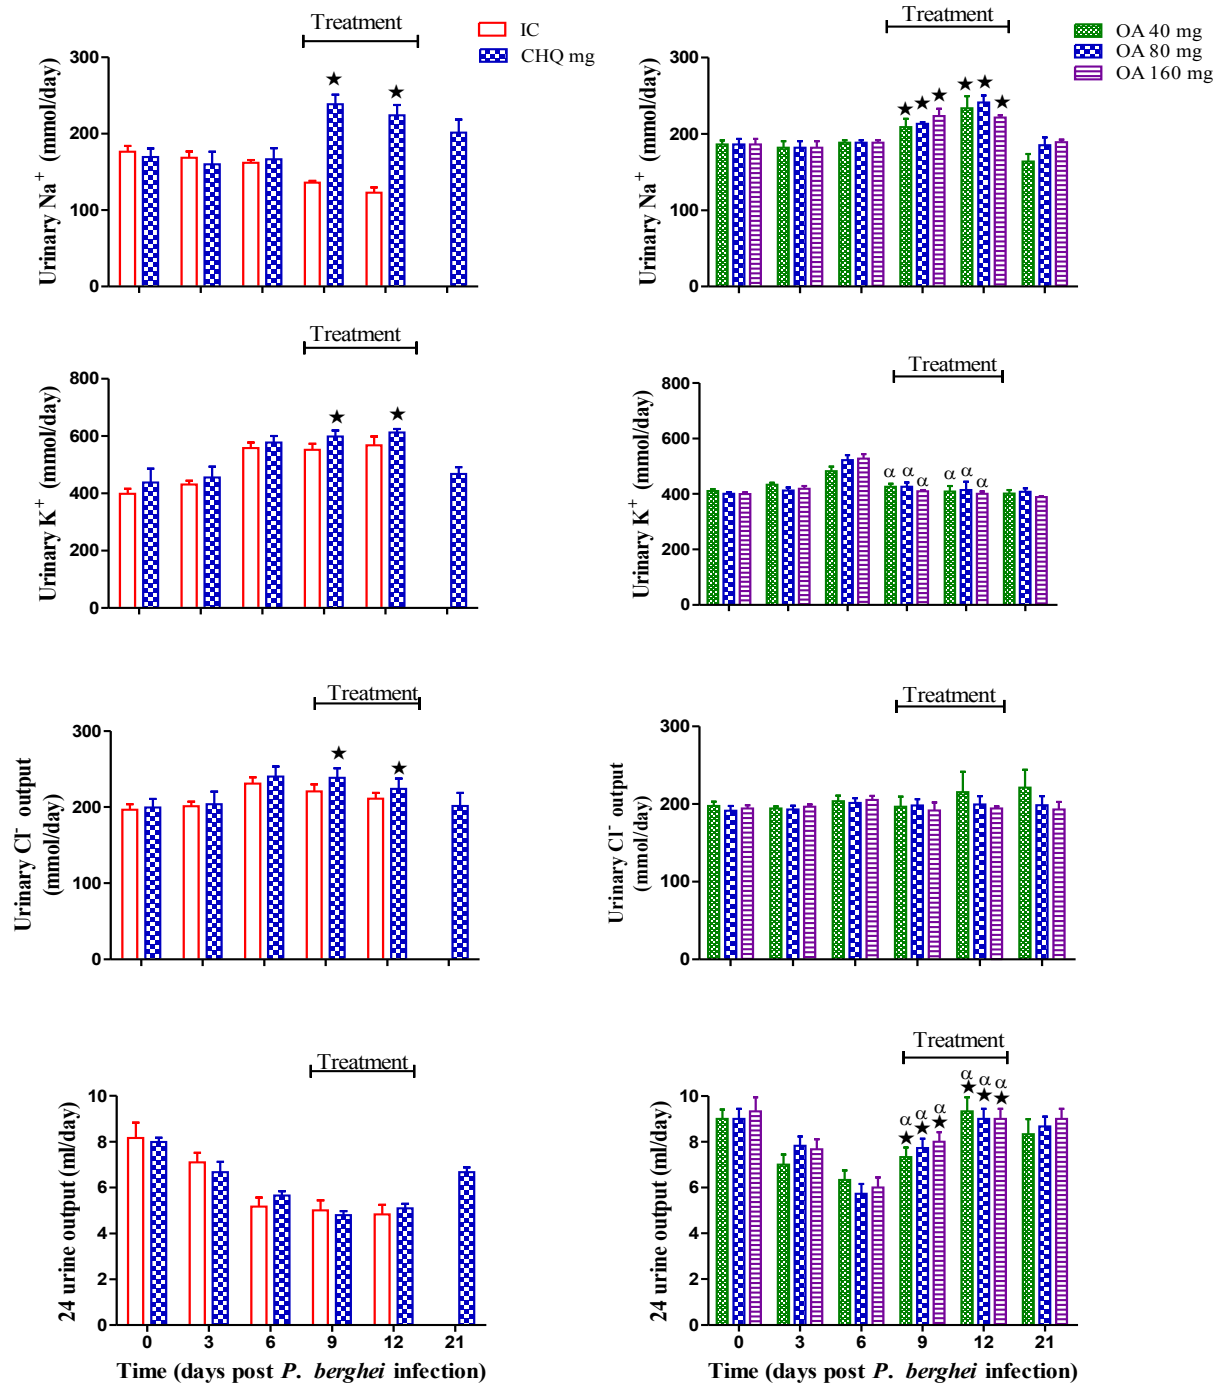 Treatment
IC
CHQ mg
300
200
100
0
Urinary Na+ (mmol/day)
★ ★
Treatment
OA 40 mg
OA 80 mg
OA 160 mg
300
200
100
0
Urinary Na+ (mmol/day)
★ ★ ★ ★ ★ ★
Treatment
800
600
400
200
0
Urinary K+ (mmol/day)
★ ★
Treatment
800
600
400
200
0
Urinary K+ (mmol/day)
α α α α α α
Treatment
300
200
100
0
Urinary Cl- output
(mmol/day)
★ ★
Treatment
300
200
100
0
Urinary Cl- output
(mmol/day)
Treatment
10
8
6
4
2
0
24 urine output (ml/day)
0 3 6 9 12 21
Time (days post P. berghei infection)
Treatment
10
8
6
4
2
0
24 urine output (ml/day)
α α α α α α
★ ★ ★ ★ ★ ★
0 3 6 9 12 21
Time (days post P. berghei infection)